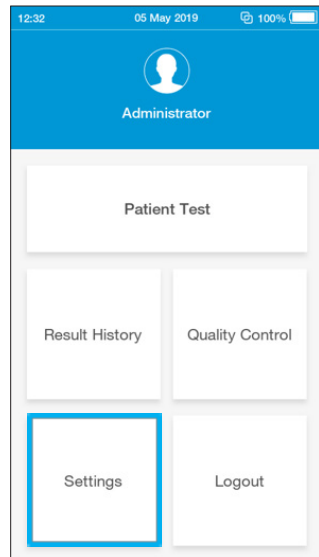 12:32 05 May 2019 100%
Administrator
Patient Test
Result History Quality Control
Settings Logout